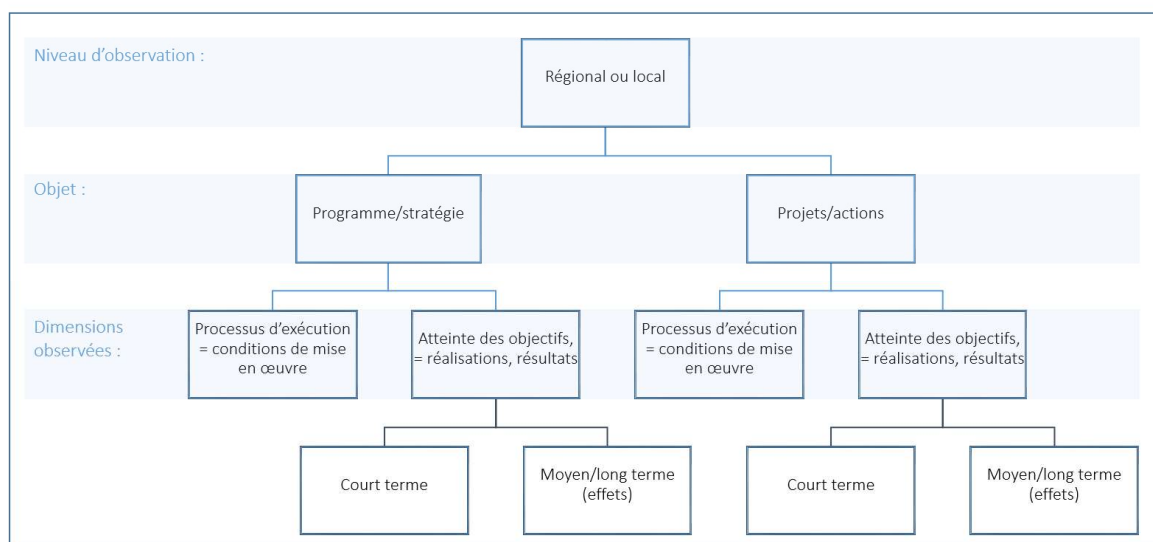 Niveau d’observation :
Régional ou local
Objet :
Programme/stratégie
Projets/actions
Dimensions
observées :
Processus d’exécution
= conditions de mise
en œuvre
Atteinte des objectifs,
= réalisations, résultats
Processus d’exécution
= conditions de mise
en œuvre
Atteinte des objectifs,
= réalisations, résultats
Court terme
Moyen/long terme
(effets)
Court terme
Moyen/long terme
(effets)